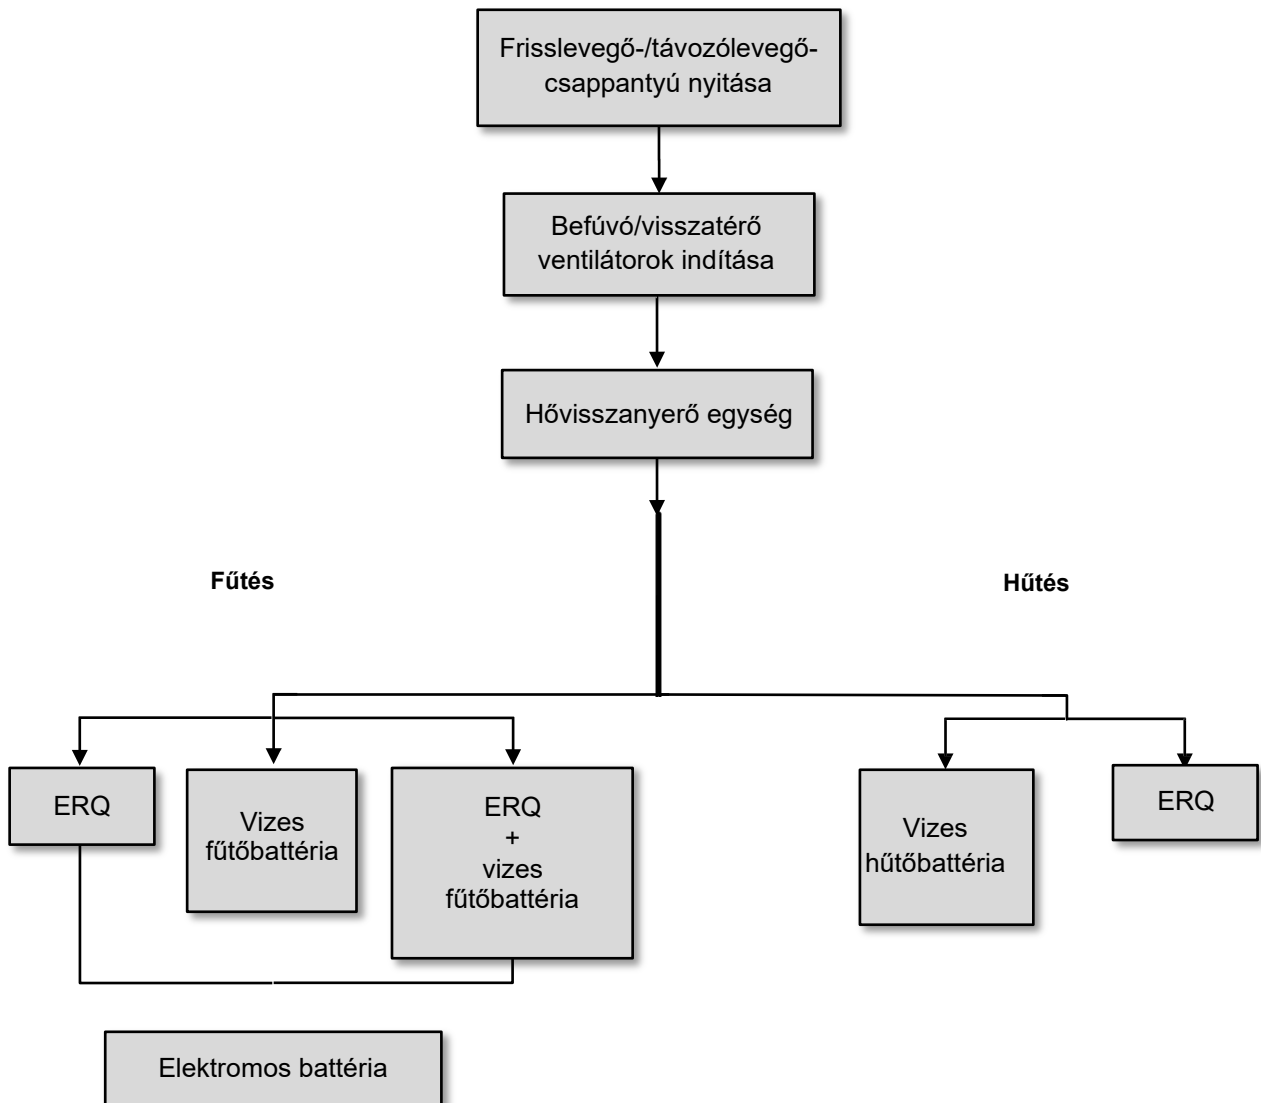 Frisslevegő-/távozólevegő-
csappantyú nyitása
Befúvó/visszatérő
ventilátorok indítása
Hővisszanyerő egység
Fűtés
Hűtés
ERQ
Vizes
fűtőbattéria
ERQ
+
vizes
fűtőbattéria
Vizes
hűtőbattéria
ERQ
Elektromos battéria